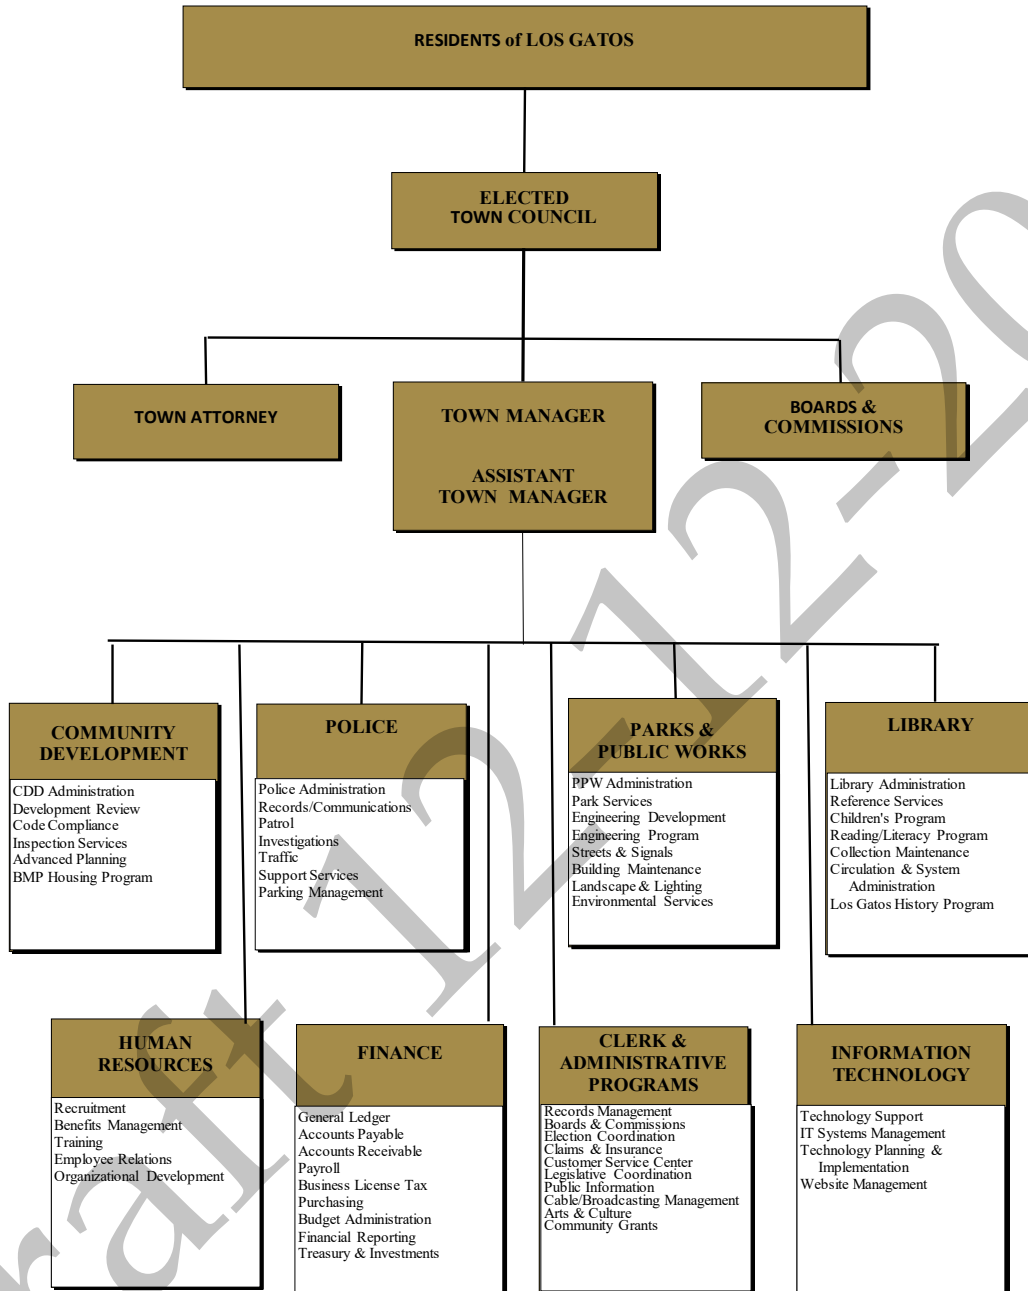 RESIDENTS of LOS GATOS
ELECTED
TOWN COUNCIL
TOWN ATTORNEY
TOWN MANAGER
ASSISTANT
TOWN MANAGER
BOARDS &
COMMISSIONS
COMMUNITY
DEVELOPMENT
CDD Administration
Development Review
Code Compliance
Inspection Services
Advanced Planning
BMP Housing Program
POLICE
Police Administration
Records/Communications
Patrol
Investigations
Traffic
Support Services
Parking Management
PARKS &
PUBLIC WORKS
PPW Administration
Park Services
Engineering Development
Engineering Program
Streets & Signals
Building Maintenance
Landscape & Lighting
Environmental Services
LIBRARY
Library Administration
Reference Services
Children's Program
Reading/Literacy Program
Collection Maintenance
Circulation & System
Administration
Los Gatos History Program
HUMAN
RESOURCES
Recruitment
Benefits Management
Training
Employee Relations
Organizational Development
FINANCE
General Ledger
Accounts Payable
Accounts Receivable
Payroll
Business License Tax
Purchasing
Budget Administration
Financial Reporting
Treasury & Investments
CLERK &
ADMINISTRATIVE
PROGRAMS
Records Management
Boards & Commissions
Election Coordination
Claims & Insurance
Customer Service Center
Legislative Coordination
Public Information
Cable/Broadcasting Management
Arts & Culture
Community Grants
INFORMATION
TECHNOLOGY
Technology Support
IT Systems Management
Technology Planning &
Implementation
Website Management
raft 12-12-20